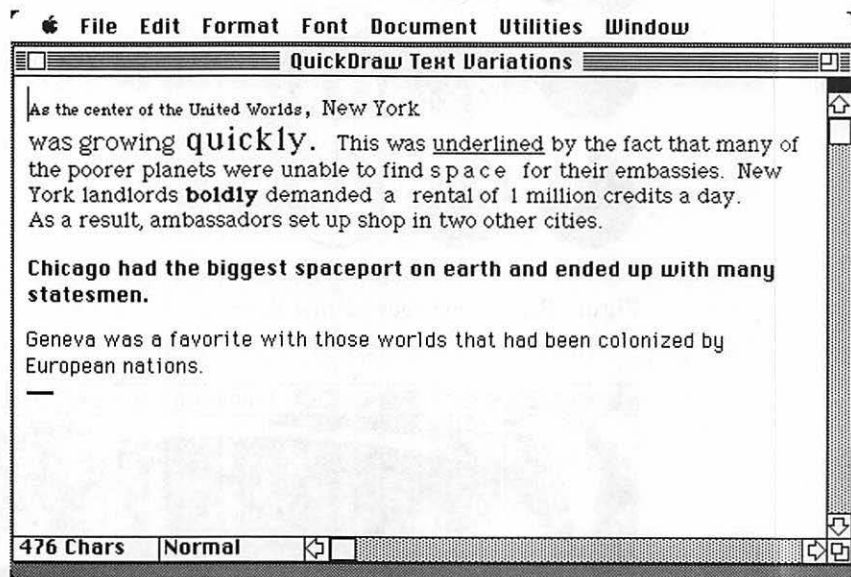 File Edit Format Font Document Utilities Window
QuickDraw Text Variations
As the center of the United Worlds, New York
was growing quickly. This was underlined by the fact that many of
the poorer planets were unable to find space for their embassies. New
York landlords boldly demanded a rental of 1 million credits a day.
As a result, ambassadors set up shop in two other cities.
Chicago had the biggest spaceport on earth and ended up with many
statesmen.
Geneva was a favorite with those worlds that had been colonized by
European nations.
476 Chars Normal